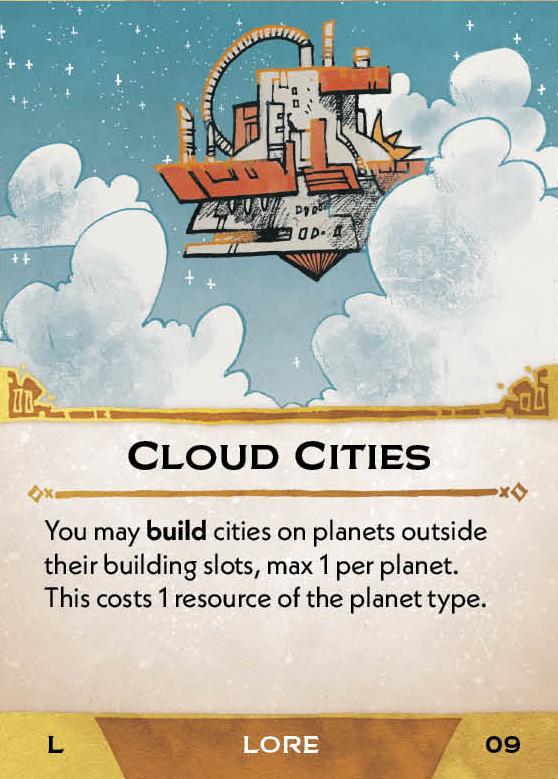 Cloud Cities
You may build cities on planets outside
their building slots, max 1 per planet.
This costs 1 resource of the planet type.
L
LORE
09